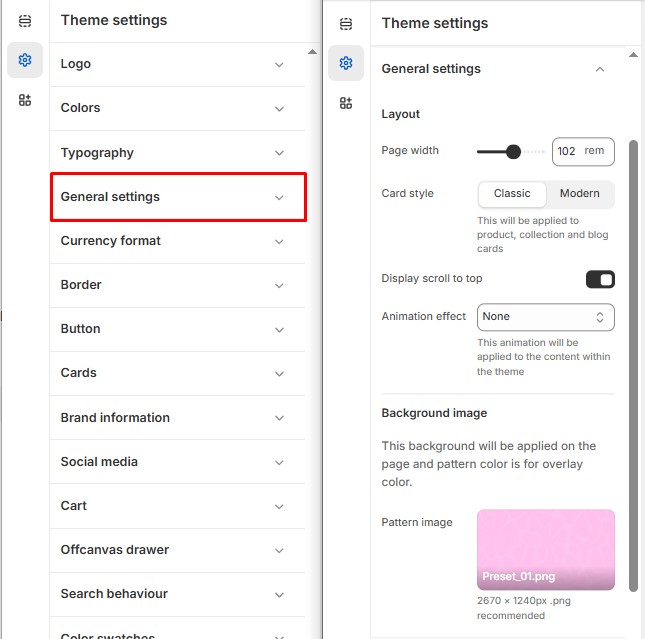 Theme settings
Logo
Colors
Typography
General settings
Currency format
Border
Button
Cards
Brand information
Social media
Cart
Offcanvas drawer
Search behaviour
Color swatches
Theme settings
General settings
Layout
Page width
102 rem
Card style
Classic
Modern
This will be applied to
product, collection and blog
cards
Display scroll to top
Animation effect
None
This animation will be
applied to the content within
the theme
Background image
This background will be applied on the
page and pattern color is for overlay
color.
Pattern image
Preset_01.png
2670 × 1240px .png
recommended